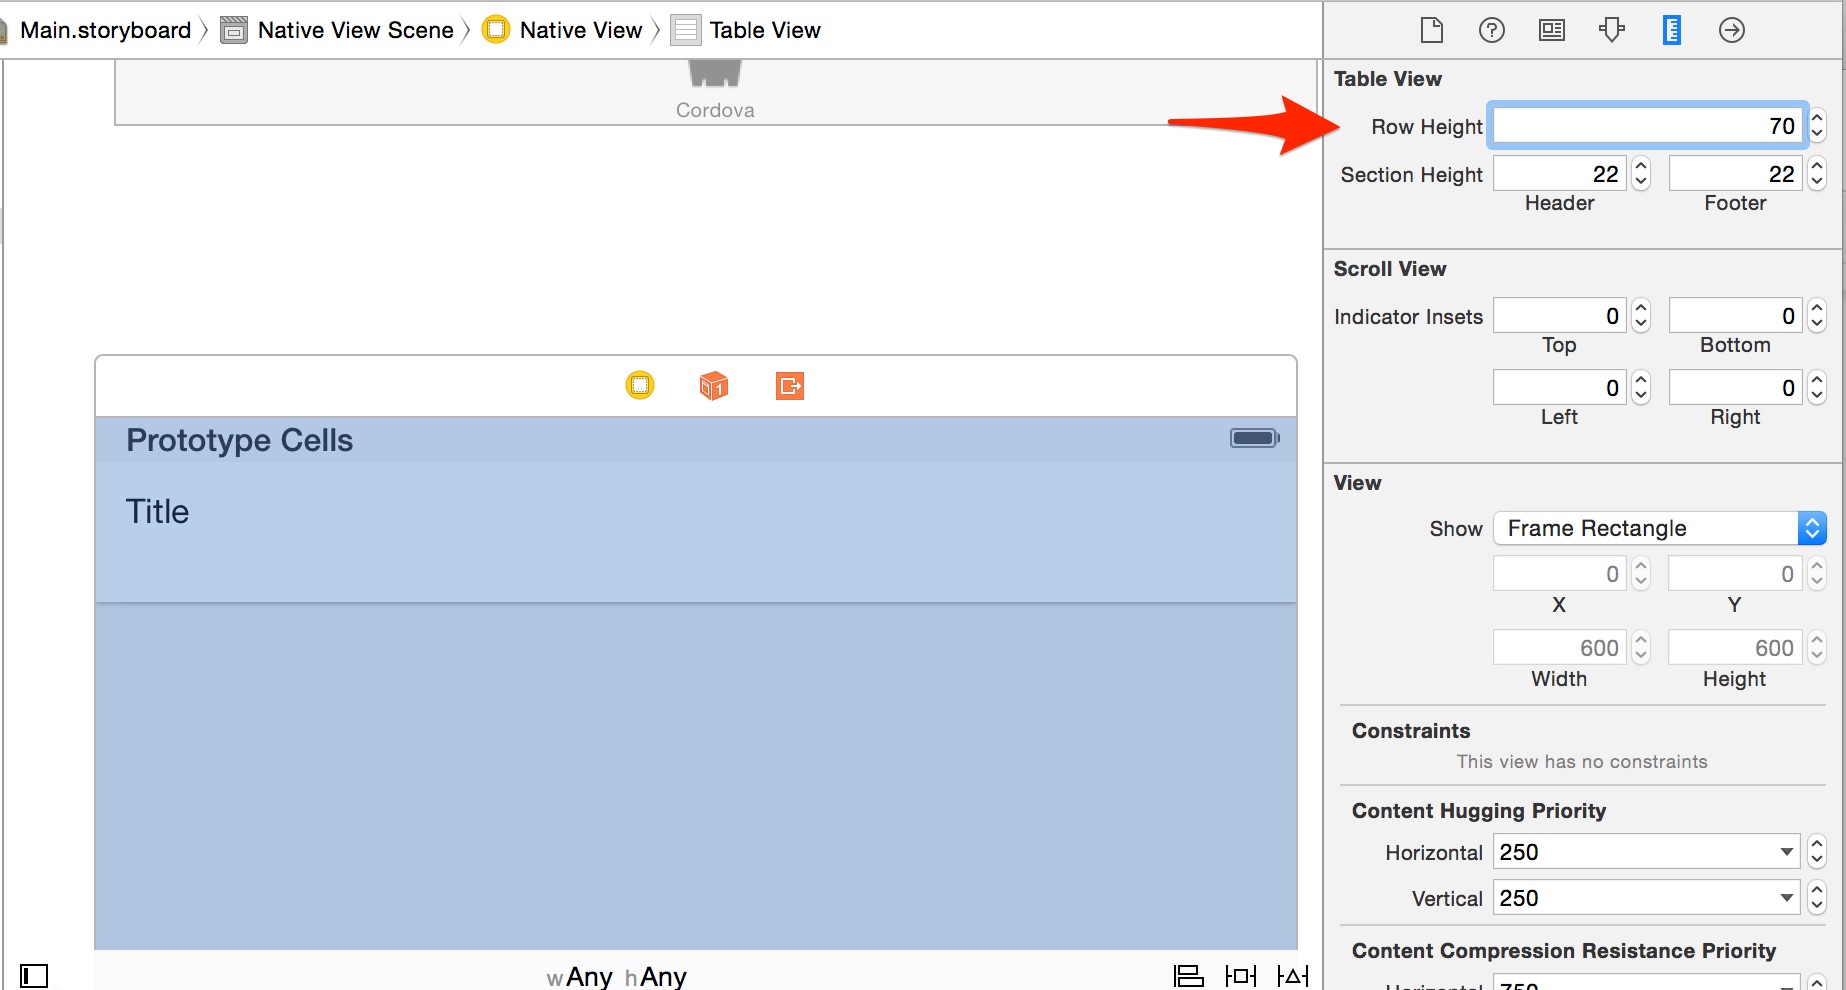 Main.storyboard Native View Scene Native View Table View
Cordova
Prototype Cells
Title
wAny hAny
Table View
Row Height 70
Section Height 22 22
Header Footer
Scroll View
Indicator Insets 0 0
Top Bottom
0 0
Left Right
View
Show Frame Rectangle
0 0
X Y
600 600
Width Height
Constraints
This view has no constraints
Content Hugging Priority
Horizontal 250
Vertical 250
Content Compression Resistance Priority
Horizontal 750